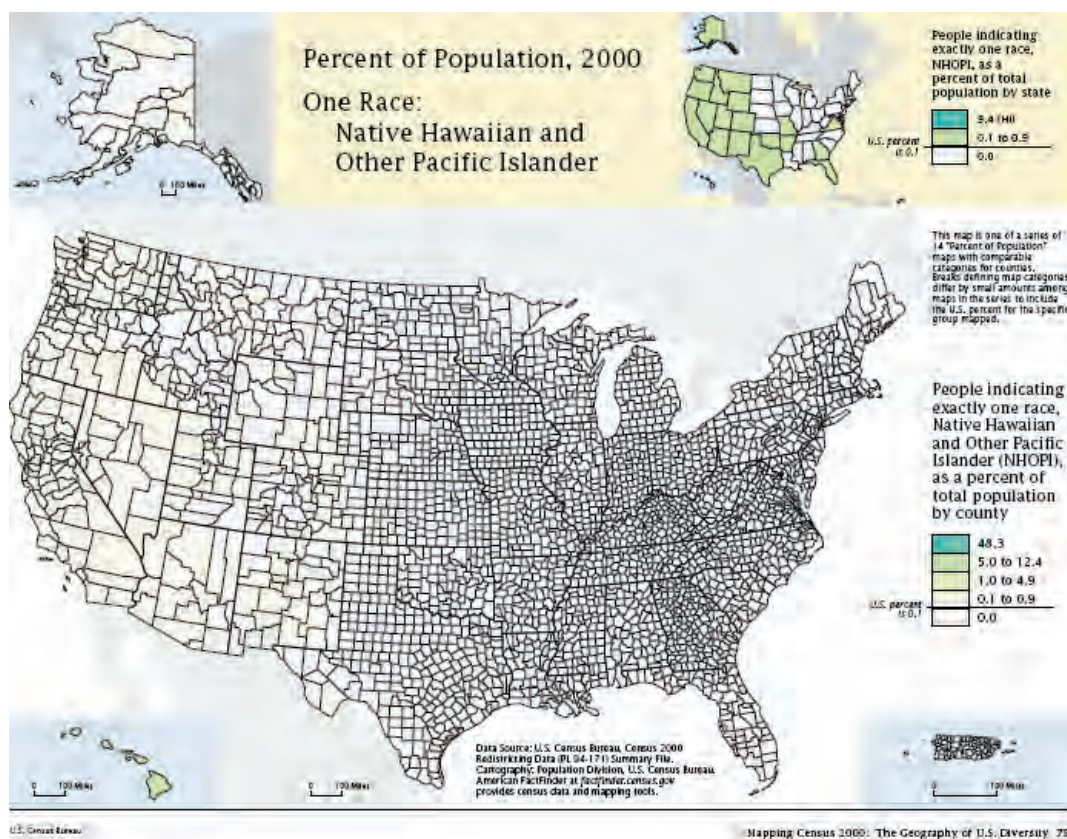 Percent of Population, 2000
One Race:
Native Hawaiian and
Other Pacific Islander
0 100 Miles
People indicating
exactly one race,
NHOPI, as a
percent of total
population by state
9.4 (HI)
0.1 to 0.9
U.S. percent
is 0.1
0.0
This map is one of a series of
14 "Percent of Population"
maps with comparable
categories for counties.
Breaks defining map categories
differ by small amounts among
maps in the series to include
the U.S. percent for the specific
group mapped.
People indicating
exactly one race,
Native Hawaiian
and Other Pacific
Islander (NHOPI),
as a percent of
total population
by county
48.3
5.0 to 12.4
1.0 to 4.9
0.1 to 0.9
U.S. percent
is 0.1
0.0
Data Source: U.S. Census Bureau, Census 2000
Redistricting Data (PL 94-171) Summary File.
Cartography: Population Division, U.S. Census Bureau.
American FactFinder at factfinder.census.gov
provides census data and mapping tools.
0 100 Miles
0 100 Miles
0 100 Miles
U.S. Census Bureau
Mapping Census 2000: The Geography of U.S. Diversity 75